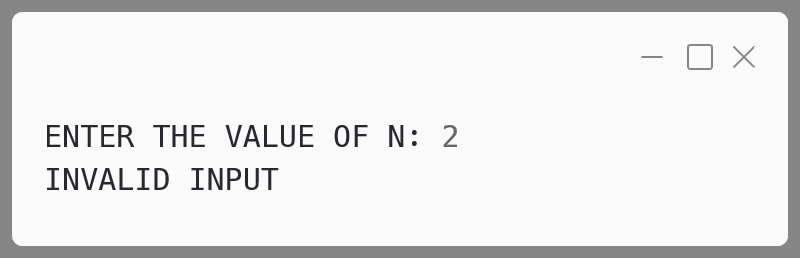 ENTER THE VALUE OF N: 2
INVALID INPUT